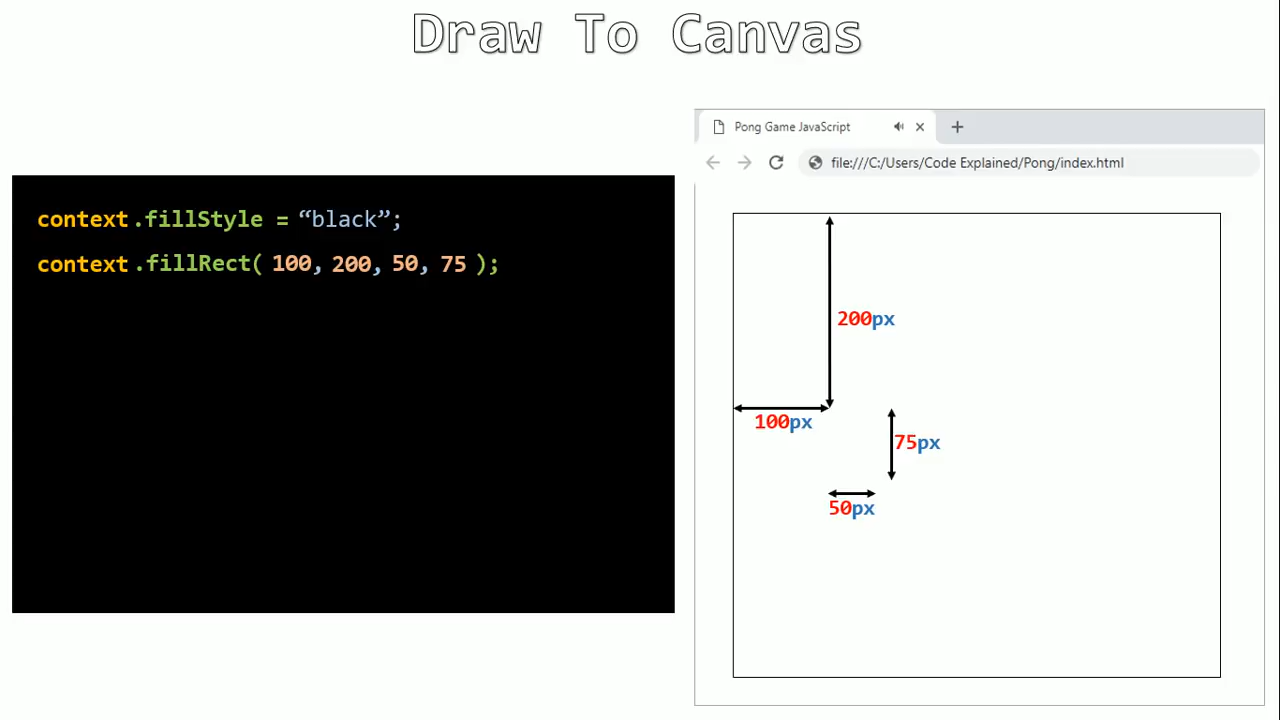 Draw To Canvas
Pong Game JavaScript
file:///C:/Users/Code Explained/Pong/index.html
context.fillStyle = “black”;
context.fillRect( 100, 200, 50, 75 );
200px
100px
75px
50px